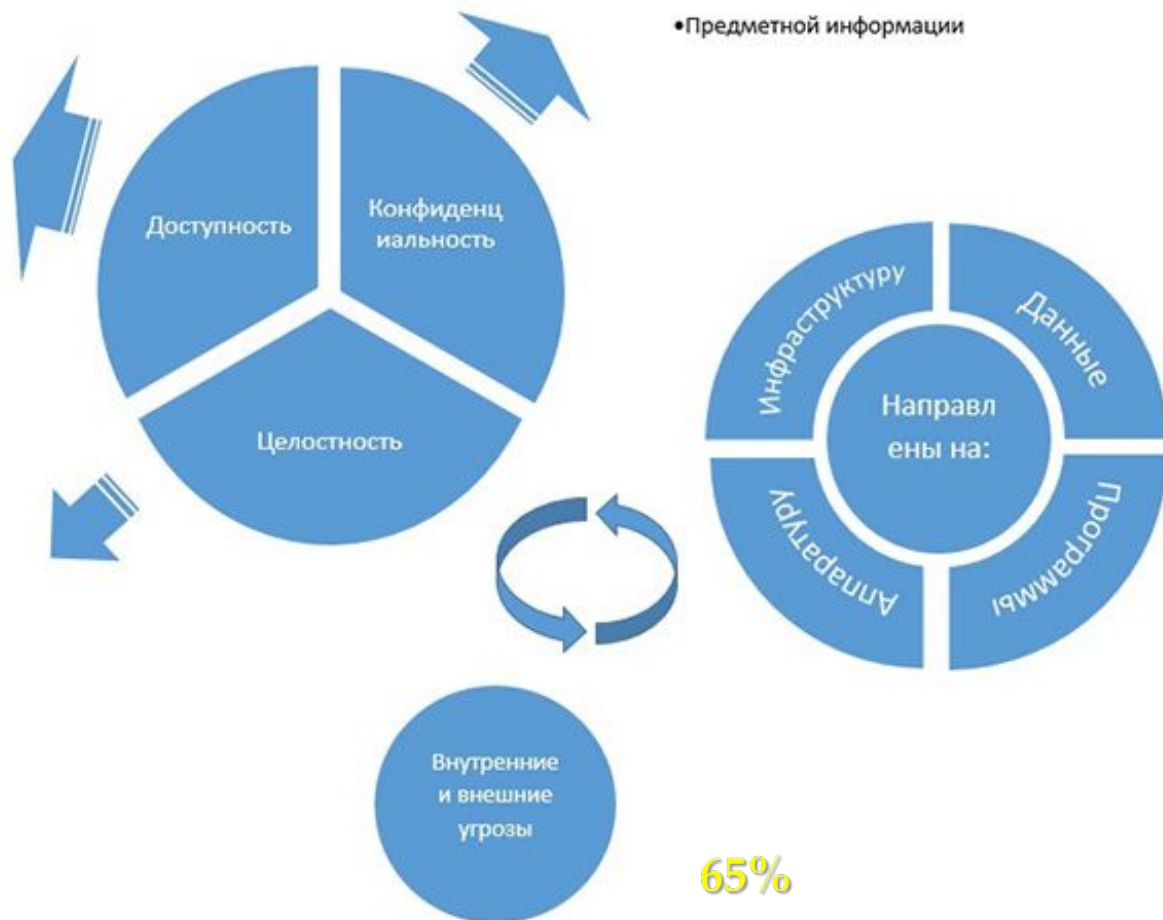 •Предметной информации
Доступность
Конфиденц
иальность
Целостность
Инфраструктуру
Данные
Направл
ены на:
Аппаратуру
Программы
Внутренние
и внешние
угрозы
65%